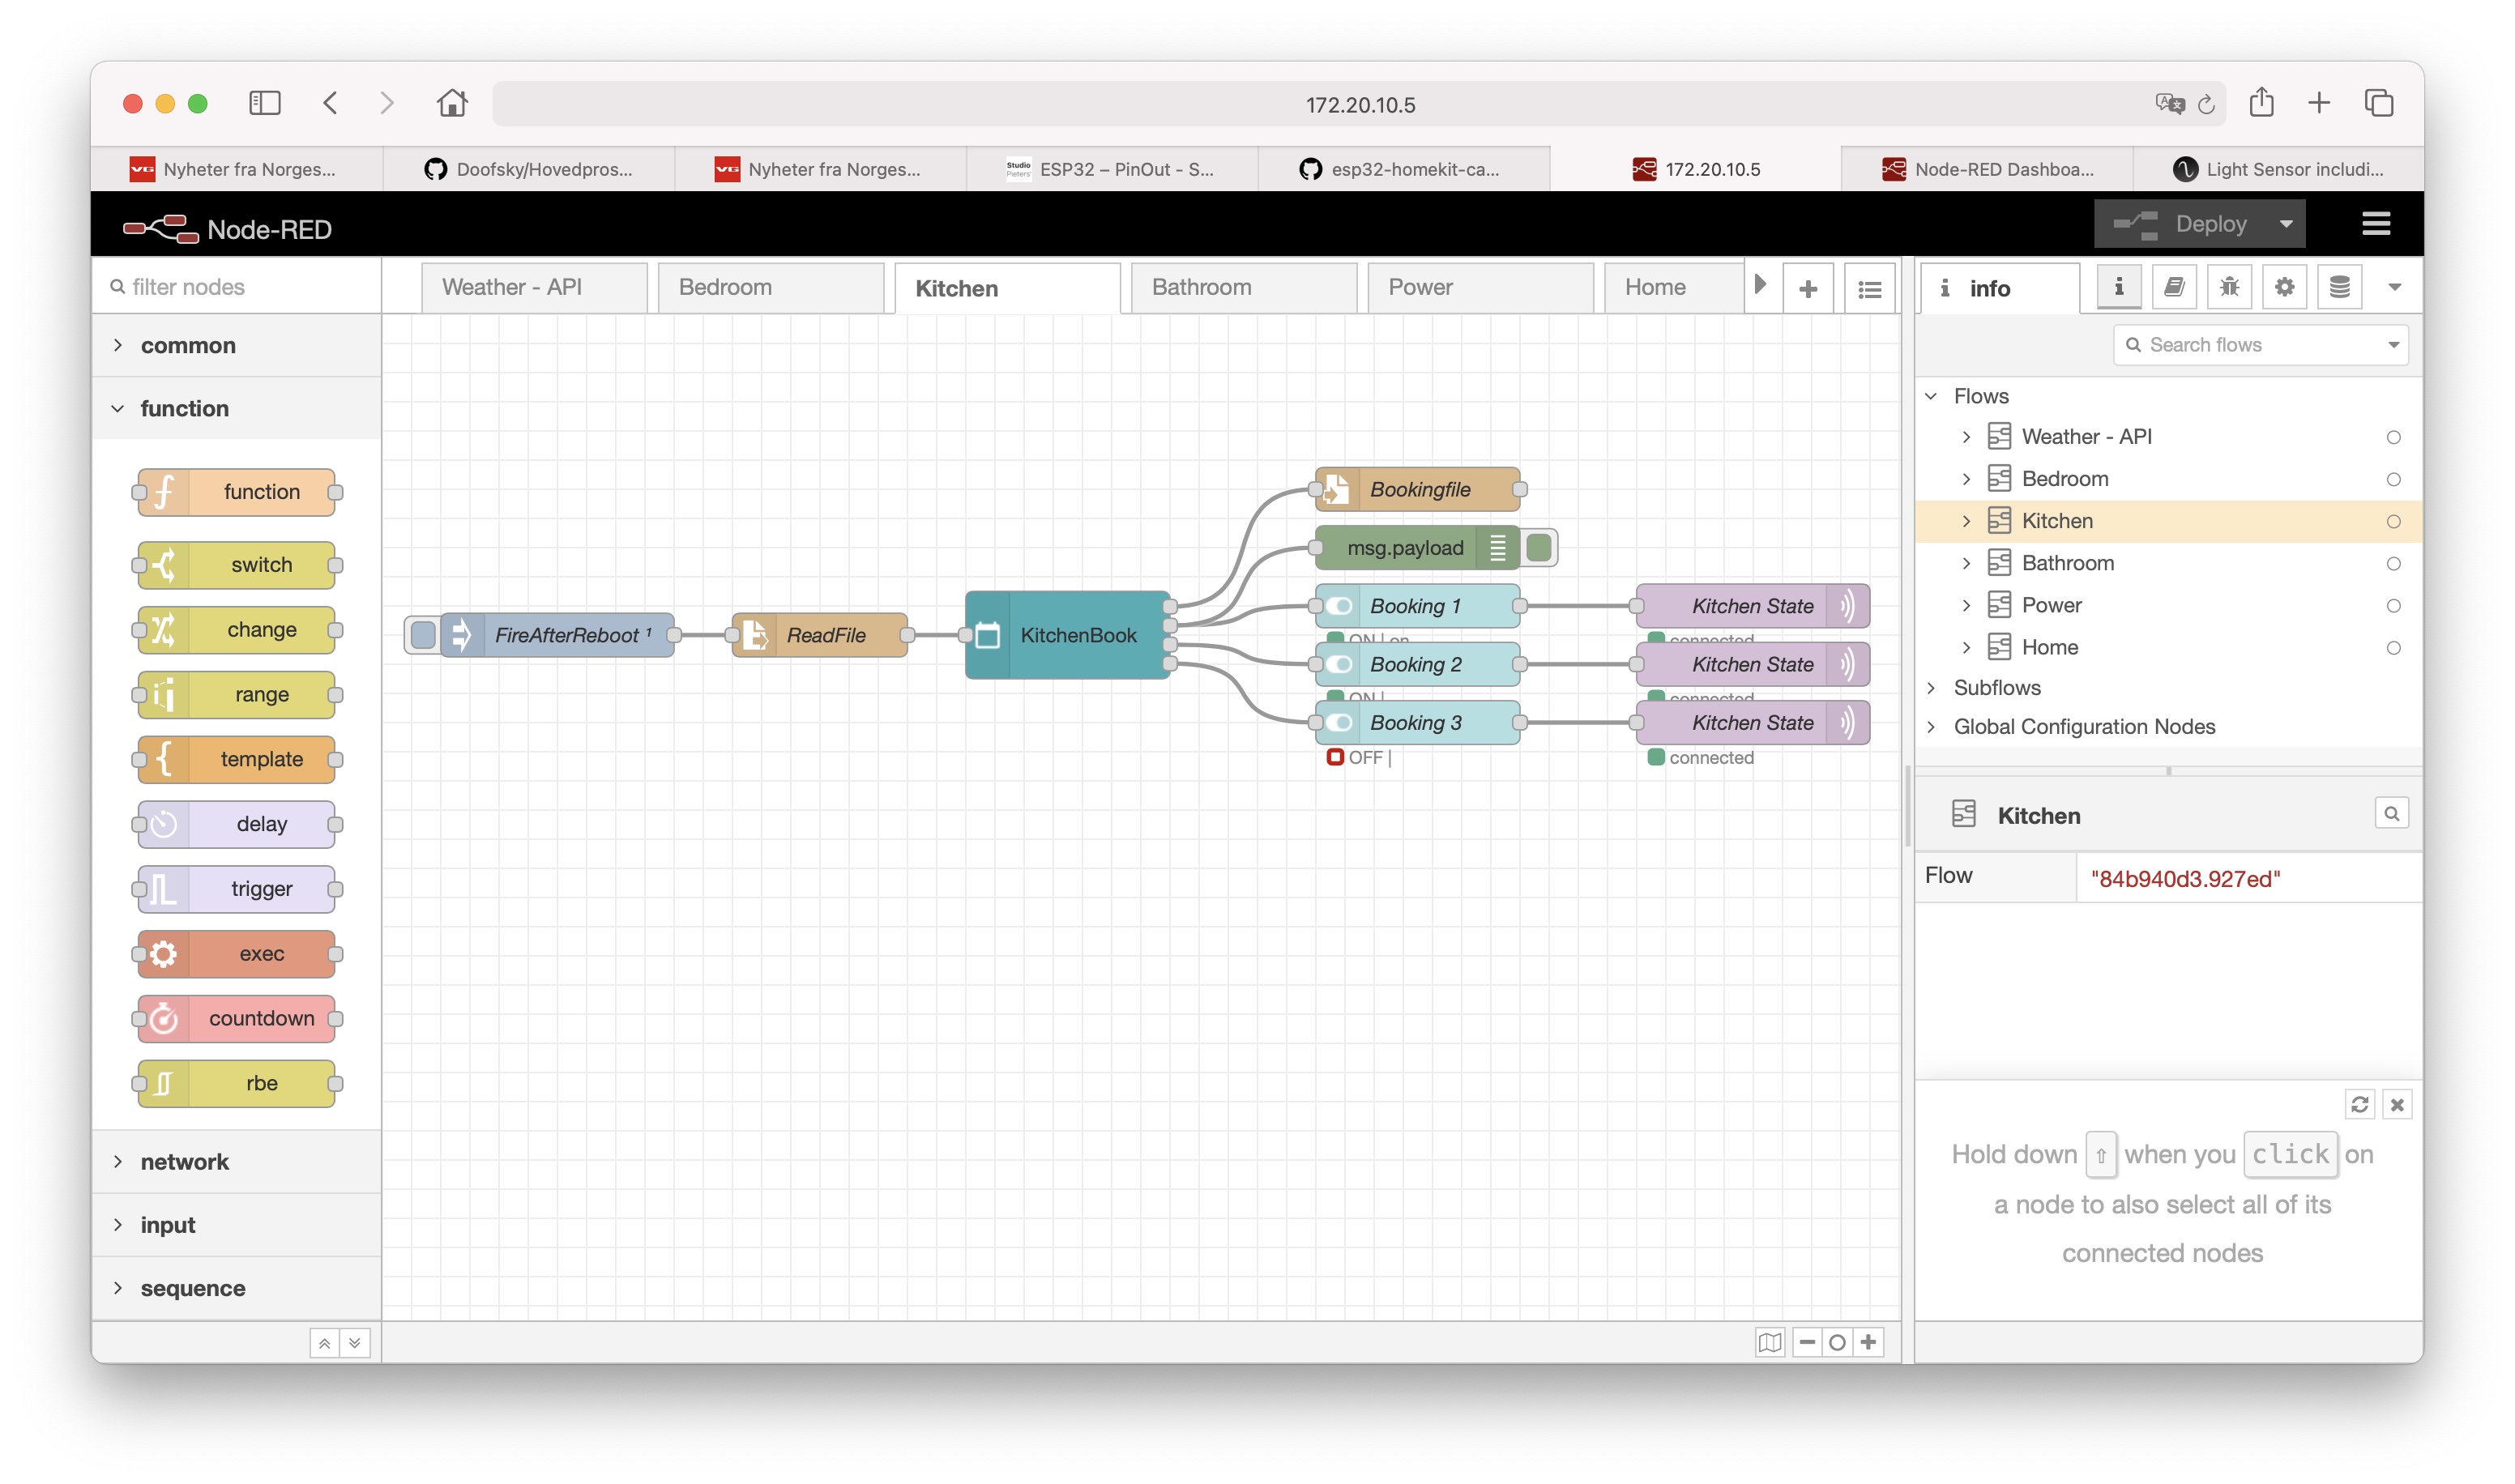 172.20.10.5
VG Nyheter fra Norges...
Doofsky/Hovedpros...
VG Nyheter fra Norges...
Studio Pieters ESP32 – PinOut - S...
esp32-homekit-ca...
172.20.10.5
Node-RED Dashboa...
Light Sensor includi...
Node-RED
Deploy
filter nodes
Weather - API
Bedroom
Kitchen
Bathroom
Power
Home
info
common
function
function
switch
change
range
template
delay
trigger
exec
countdown
rbe
network
input
sequence
FireAfterReboot ¹
ReadFile
KitchenBook
Bookingfile
msg.payload
Booking 1
ON | on
Booking 2
ON |
Booking 3
OFF |
Kitchen State
connected
Kitchen State
connected
Kitchen State
connected
Search flows
Flows
Weather - API
Bedroom
Kitchen
Bathroom
Power
Home
Subflows
Global Configuration Nodes
Kitchen
Flow "84b940d3.927ed"
Hold down ⇧ when you click on
a node to also select all of its
connected nodes